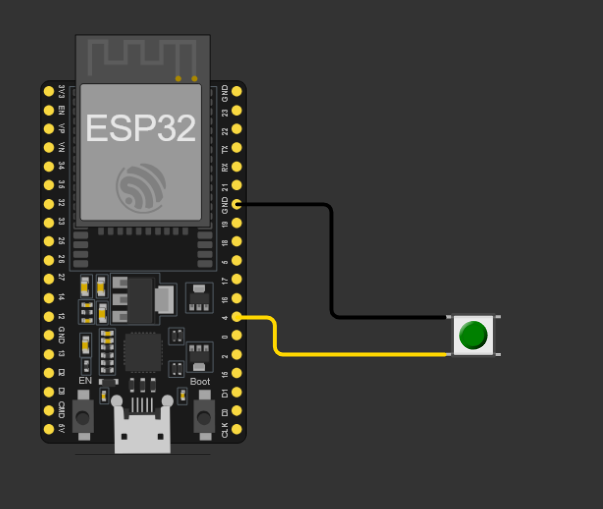 ESP32
3V3
EN
VP
VN
34
35
32
33
25
26
27
14
12
GND
13
D2
D3
CMD
5V
GND
23
22
TX
RX
21
GND
19
18
5
17
16
4
0
2
15
D1
D0
CLK
EN
Boot